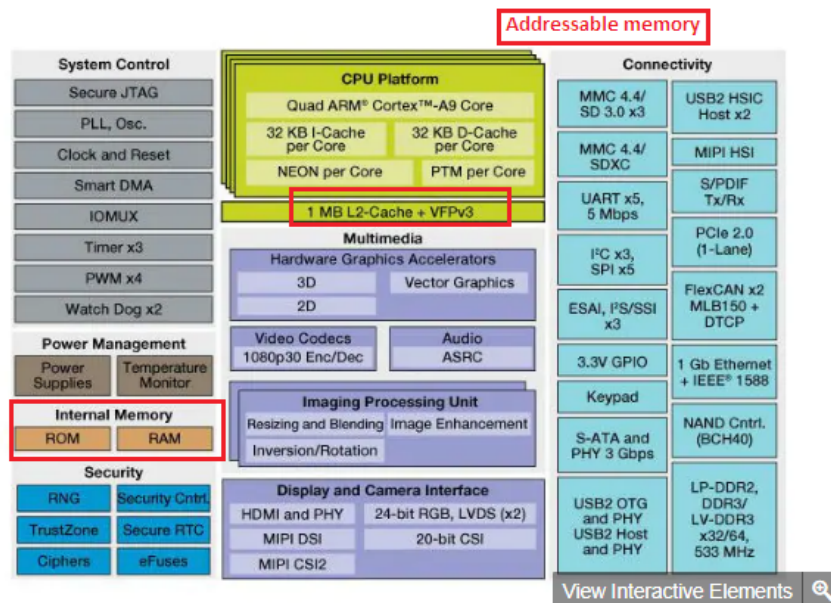 Addressable memory
System Control
Secure JTAG
PLL, Osc.
Clock and Reset
Smart DMA
IOMUX
Timer x3
PWM x4
Watch Dog x2
Power Management
Power
Supplies
Temperature
Monitor
Internal Memory
ROM
RAM
Security
RNG
Security Cntrl.
TrustZone
Secure RTC
Ciphers
eFuses
CPU Platform
Quad ARM® Cortex™-A9 Core
32 KB I-Cache
per Core
32 KB D-Cache
per Core
NEON per Core
PTM per Core
1 MB L2-Cache + VFPv3
Multimedia
Hardware Graphics Accelerators
3D
Vector Graphics
2D
Video Codecs
1080p30 Enc/Dec
Audio
ASRC
Imaging Processing Unit
Resizing and Blending
Image Enhancement
Inversion/Rotation
Display and Camera Interface
HDMI and PHY
24-bit RGB, LVDS (x2)
MIPI DSI
20-bit CSI
MIPI CSI2
Connectivity
MMC 4.4/
SD 3.0 x3
MMC 4.4/
SDXC
UART x5,
5 Mbps
I²C x3,
SPI x5
ESAI, I²S/SSI
x3
3.3V GPIO
Keypad
S-ATA and
PHY 3 Gbps
USB2 OTG
and PHY
USB2 Host
and PHY
USB2 HSIC
Host x2
MIPI HSI
S/PDIF
Tx/Rx
PCIe 2.0
(1-Lane)
FlexCAN x2
MLB150 +
DTCP
1 Gb Ethernet
+ IEEE® 1588
NAND Cntrl.
(BCH40)
LP-DDR2,
DDR3/
LV-DDR3
x32/64,
533 MHz
View Interactive Elements